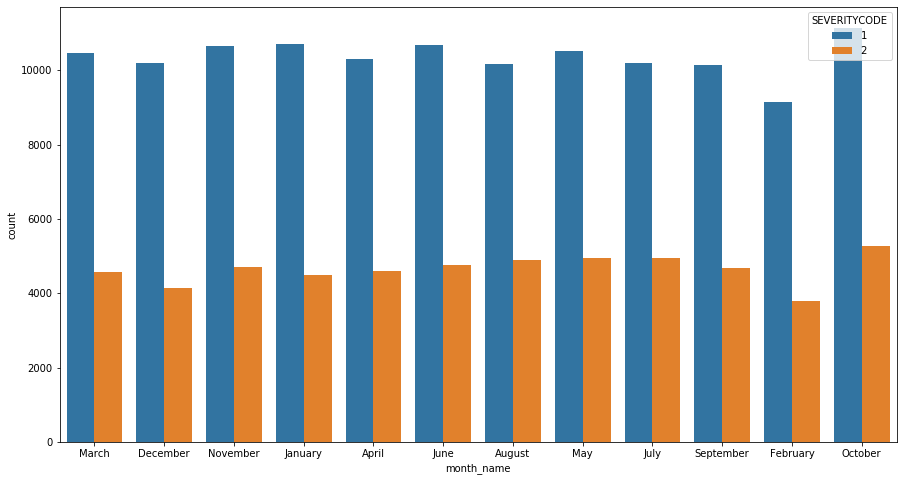 SEVERITYCODE
1
2
10000
8000
6000
4000
2000
0
count
March December November January April June August May July September February October
month_name